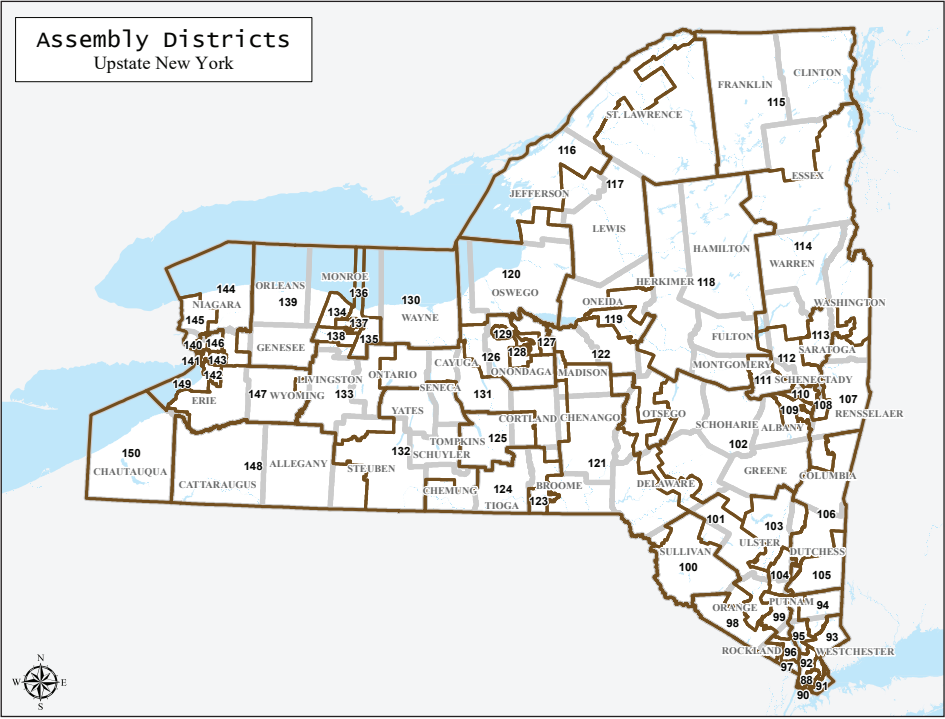 Assembly Districts
Upstate New York
CLINTON
FRANKLIN
115
ST. LAWRENCE
116
ESSEX
117
JEFFERSON
LEWIS
HAMILTON
114
WARREN
120
OSWEGO
HERKIMER 118
144
NIAGARA
145
ORLEANS
139
MONROE
136
130
WAYNE
ONEIDA
119
WASHINGTON
134
137
138
135
140
146
141
143
142
GENESEE
129
127
128
126
ONONDAGA
122
MADISON
FULTON
113
SARATOGA
112
MONTGOMERY
111
SCHENECTADY
110
149
ERIE
147
WYOMING
LIVINGSTON
133
ONTARIO
CAYUGA
SENECA
131
YATES
CORTLAND
CHENANGO
OTSEGO
SCHOHARIE
109
108
107
RENSSELAER
ALBANY
102
150
CHAUTAUQUA
148
CATTARAUGUS
ALLEGANY
STEUBEN
132
TOMPKINS
SCHUYLER
125
121
GREENE
COLUMBIA
CHEMUNG
124
TIOGA
BROOME
123
DELAWARE
101
103
106
ULSTER
DUTCHESS
SULLIVAN
100
104
105
ORANGE
98
PUTNAM
99
94
95
93
ROCKLAND
96
WESTCHESTER
97
92
88
91
90
N
W
E
S